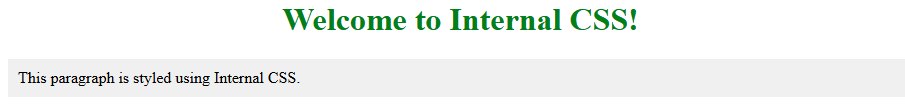 Welcome to Internal CSS!
This paragraph is styled using Internal CSS.